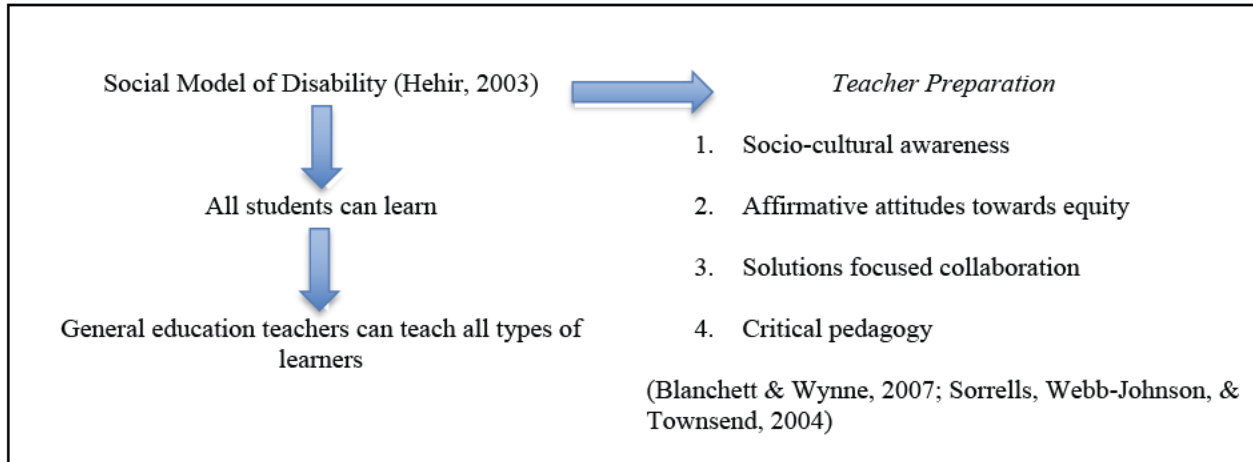 Social Model of Disability (Hehir, 2003)
All students can learn
General education teachers can teach all types of
learners
Teacher Preparation
1. Socio-cultural awareness
2. Affirmative attitudes towards equity
3. Solutions focused collaboration
4. Critical pedagogy
(Blanchett & Wynne, 2007; Sorrells, Webb-Johnson, &
Townsend, 2004)